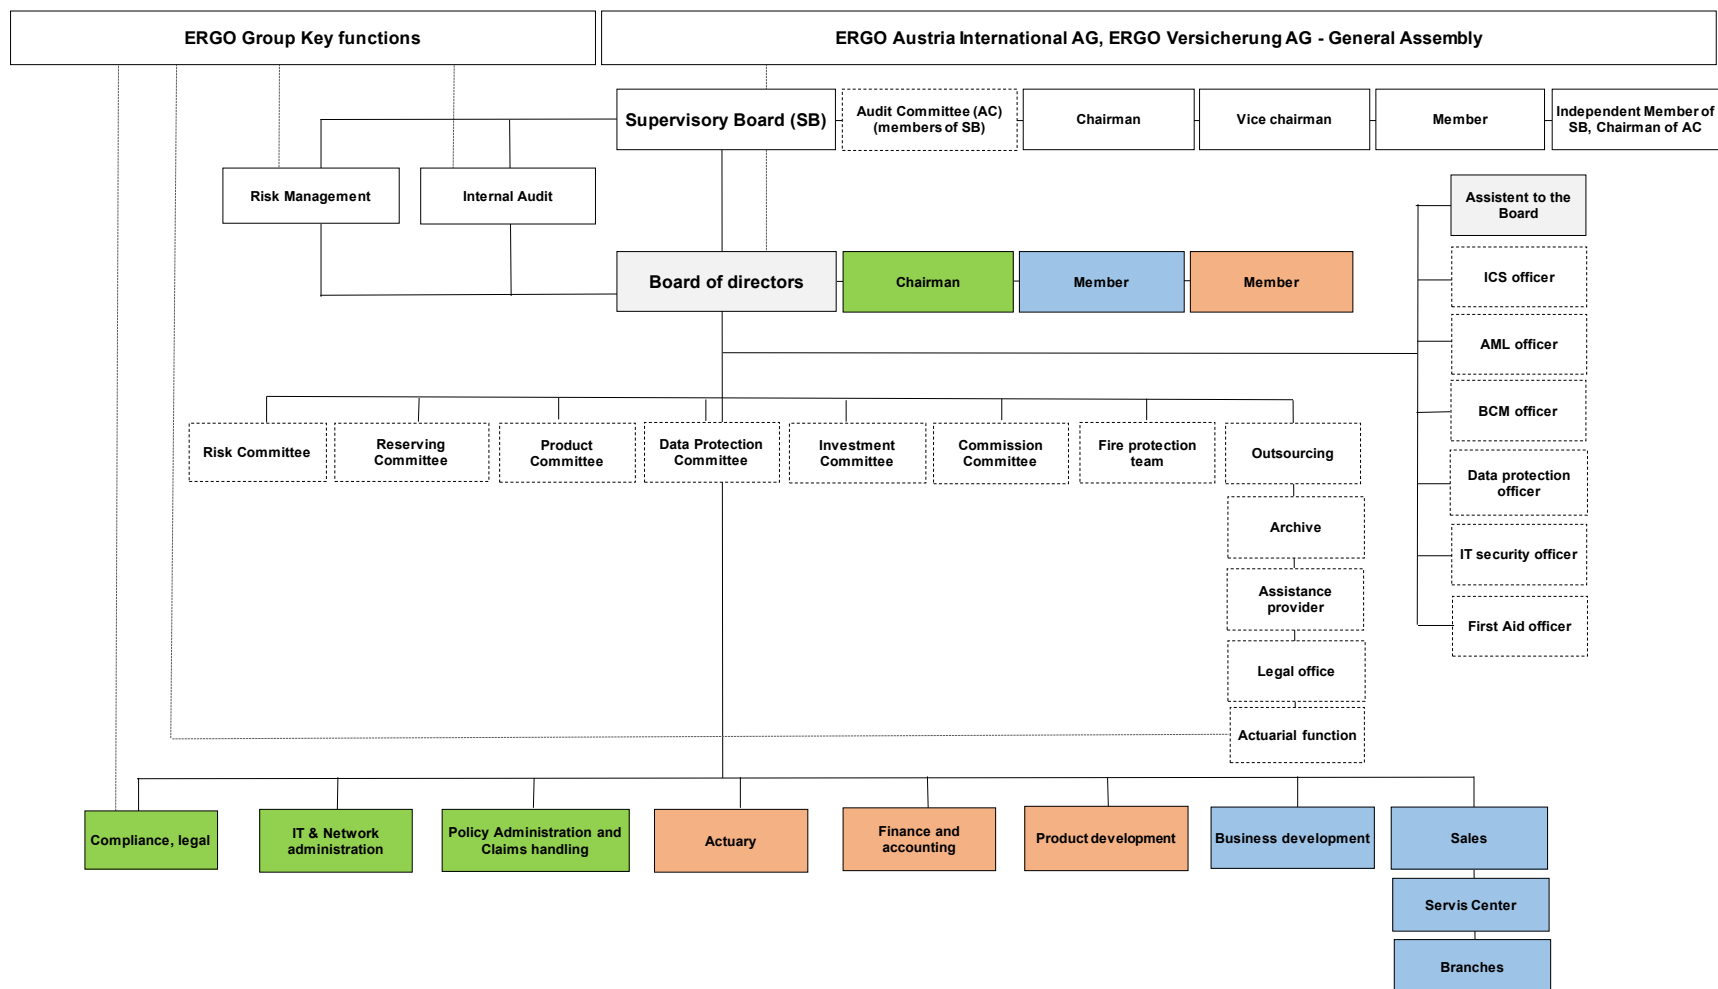 ERGO Group Key functions
ERGO Austria International AG, ERGO Versicherung AG - General Assembly
Supervisory Board (SB)
Audit Committee (AC)
(members of SB)
Chairman
Vice chairman
Member
Independent Member of
SB, Chairman of AC
Risk Management
Internal Audit
Assistent to the
Board
Board of directors
Chairman
Member
Member
ICS officer
AML officer
BCM officer
Data protection
officer
IT security officer
First Aid officer
Risk Committee
Reserving
Committee
Product
Committee
Data Protection
Committee
Investment
Committee
Commission
Committee
Fire protection
team
Outsourcing
Archive
Assistance
provider
Legal office
Actuarial function
Compliance, legal
IT & Network
administration
Policy Administration and
Claims handling
Actuary
Finance and
accounting
Product development
Business development
Sales
Servis Center
Branches